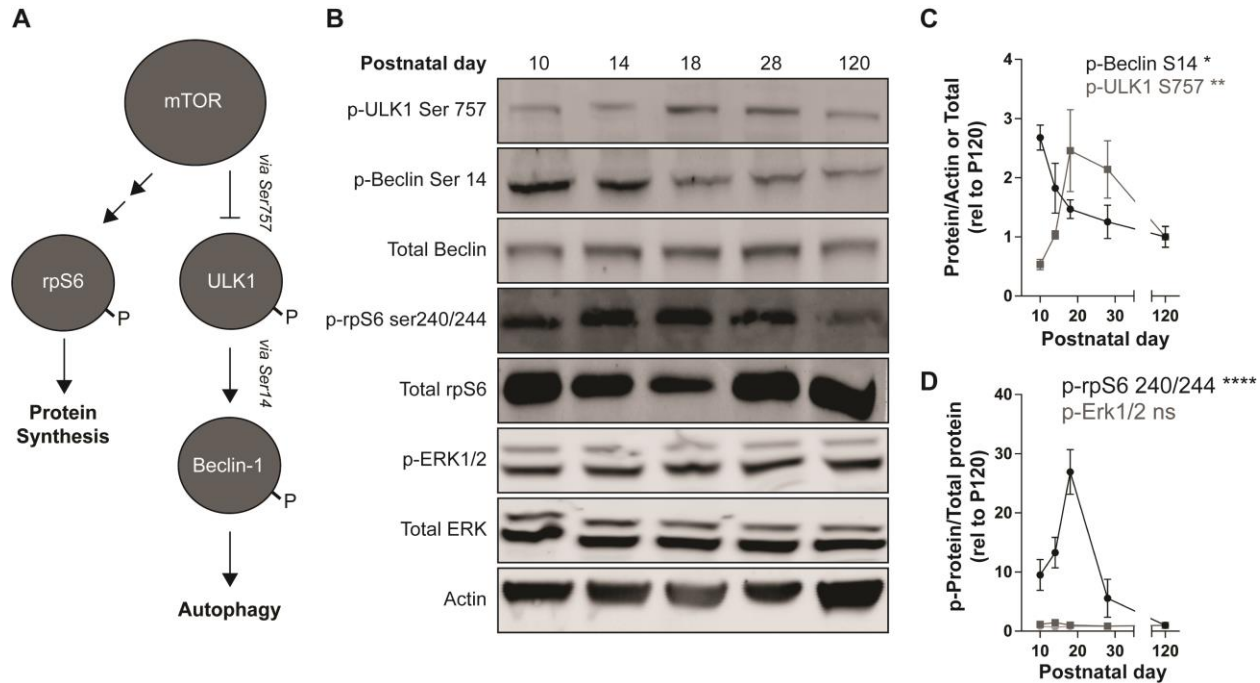 A
mTOR
via Ser757
rpS6
P
ULK1
P
via Ser14
Protein
Synthesis
Beclin-1
P
Autophagy
B
Postnatal day
10 14 18 28 120
p-ULK1 Ser 757
p-Beclin Ser 14
Total Beclin
p-rpS6 ser240/244
Total rpS6
p-ERK1/2
Total ERK
Actin
C
p-Beclin S14 *
p-ULK1 S757 **
Protein/Actin or Total
(rel to P120)
4
3
2
1
0
10 20 30 120
Postnatal day
D
p-rpS6 240/244 ****
p-Erk1/2 ns
p-Protein/Total protein
(rel to P120)
40
30
20
10
0
10 20 30 120
Postnatal day